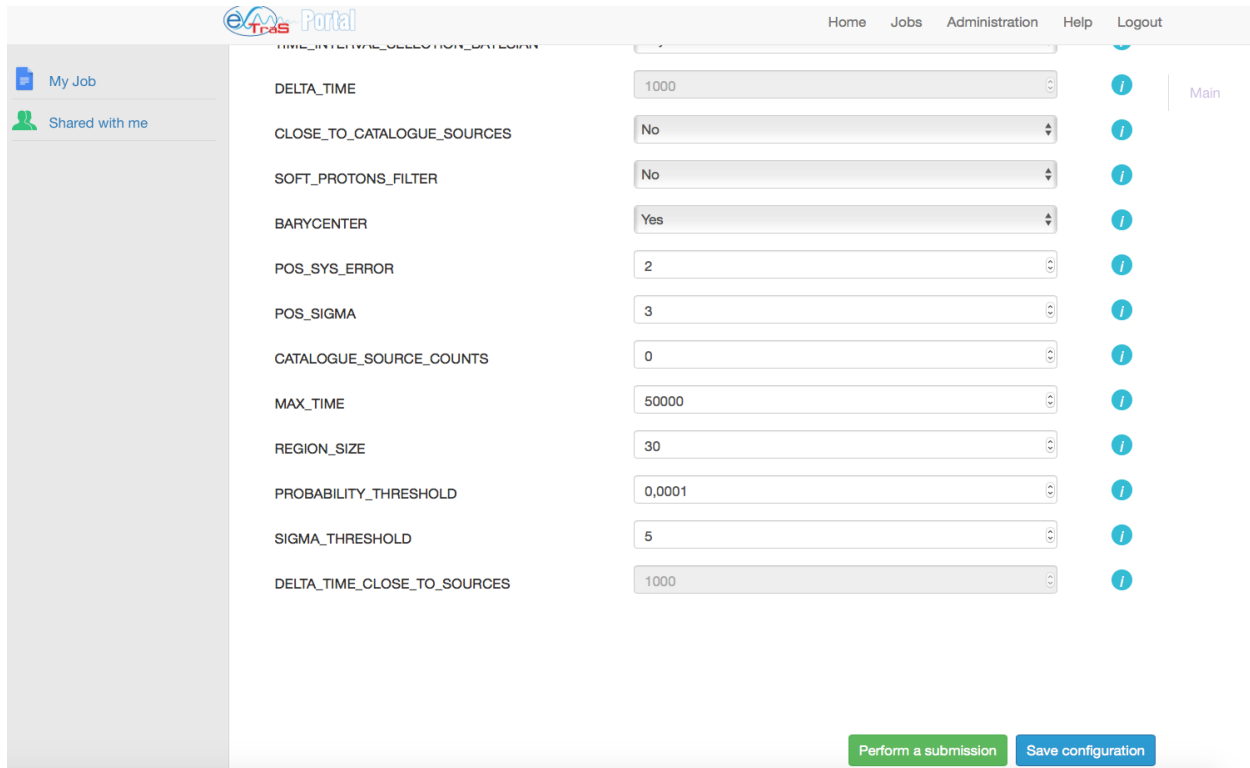 eXTraS Portal
Home Jobs Administration Help Logout
TIME_INTERVAL_SELECTION_BAYESIAN
My Job
DELTA_TIME 1000 i Main
Shared with me
CLOSE_TO_CATALOGUE_SOURCES No i
SOFT_PROTONS_FILTER No i
BARYCENTER Yes i
POS_SYS_ERROR 2 i
POS_SIGMA 3 i
CATALOGUE_SOURCE_COUNTS 0 i
MAX_TIME 50000 i
REGION_SIZE 30 i
PROBABILITY_THRESHOLD 0,0001 i
SIGMA_THRESHOLD 5 i
DELTA_TIME_CLOSE_TO_SOURCES 1000 i
Perform a submission Save configuration